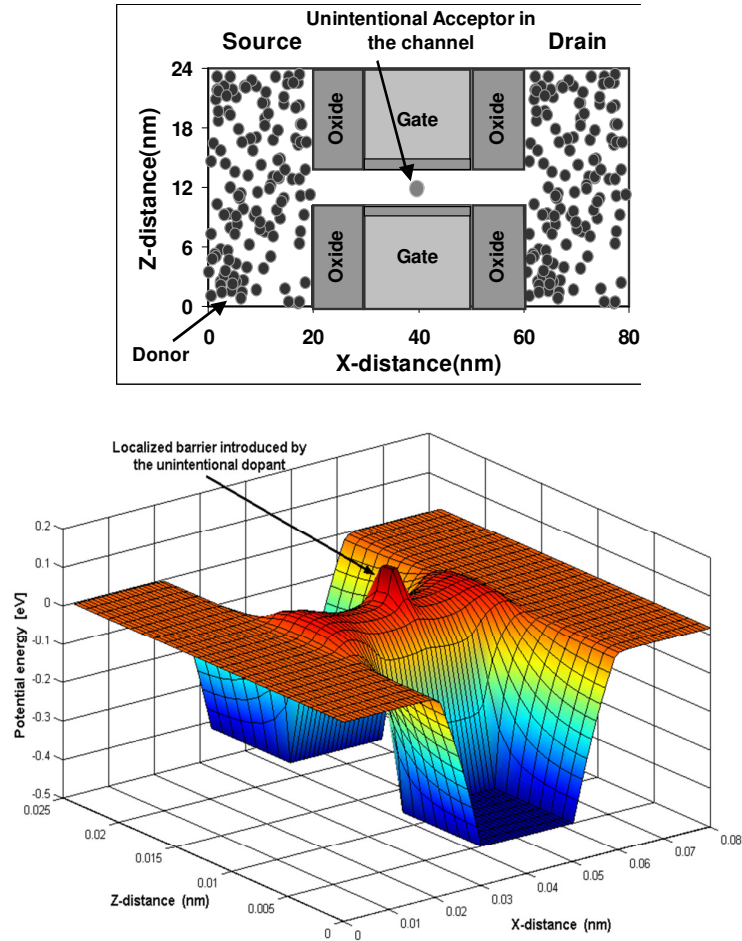 Unintentional Acceptor in
the channel
Source
Drain
24
18
12
6
0
Z-distance(nm)
Oxide
Gate
Oxide
Oxide
Gate
Oxide
Donor
0 20 40 60 80
X-distance(nm)
Localized barrier introduced by
the unintentional dopant
0.2
0.1
0
-0.1
-0.2
-0.3
-0.4
-0.5
Potential energy [eV]
0.025
0.02
0.015
0.01
0.005
0
Z-distance (nm)
0
0.01
0.02
0.03
0.04
0.05
0.06
0.07
0.08
X-distance (nm)